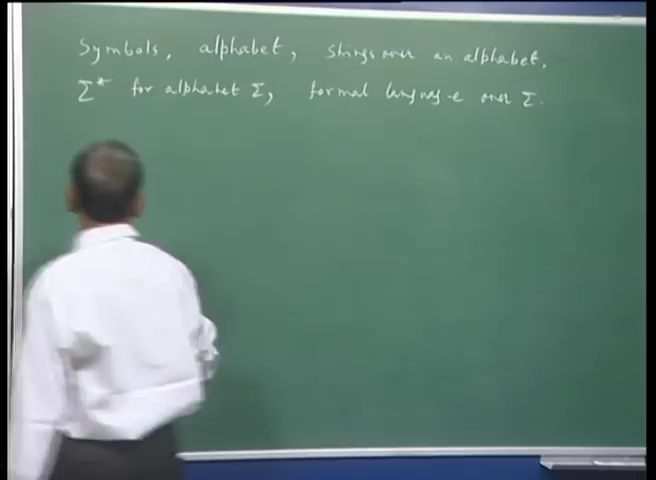 Symbols, alphabet, strings over an alphabet.
Σ* for alphabet Σ, formal language over Σ.